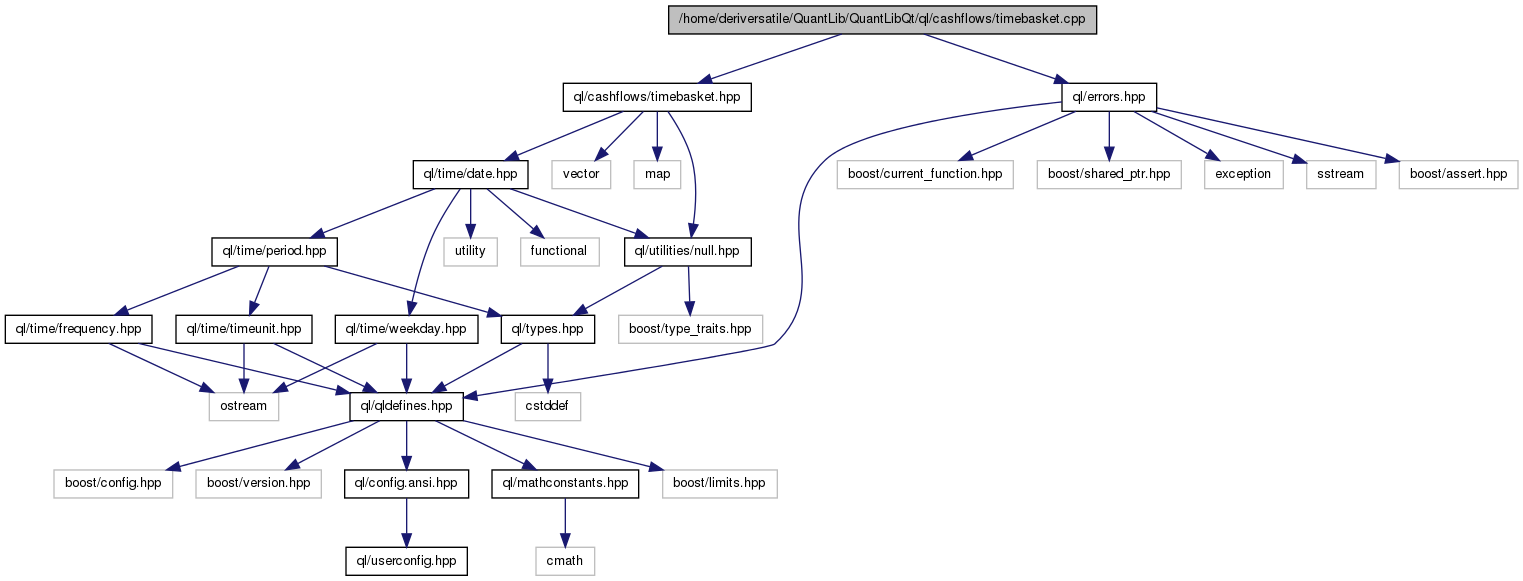 /home/deriversatile/QuantLib/QuantLibQt/ql/cashflows/timebasket.cpp
ql/cashflows/timebasket.hpp
ql/errors.hpp
ql/time/date.hpp
vector
map
boost/current_function.hpp
boost/shared_ptr.hpp
exception
sstream
boost/assert.hpp
ql/time/period.hpp
utility
functional
ql/utilities/null.hpp
ql/time/frequency.hpp
ql/time/timeunit.hpp
ql/time/weekday.hpp
ql/types.hpp
boost/type_traits.hpp
ostream
ql/qldefines.hpp
cstddef
boost/config.hpp
boost/version.hpp
ql/config.ansi.hpp
ql/mathconstants.hpp
boost/limits.hpp
ql/userconfig.hpp
cmath